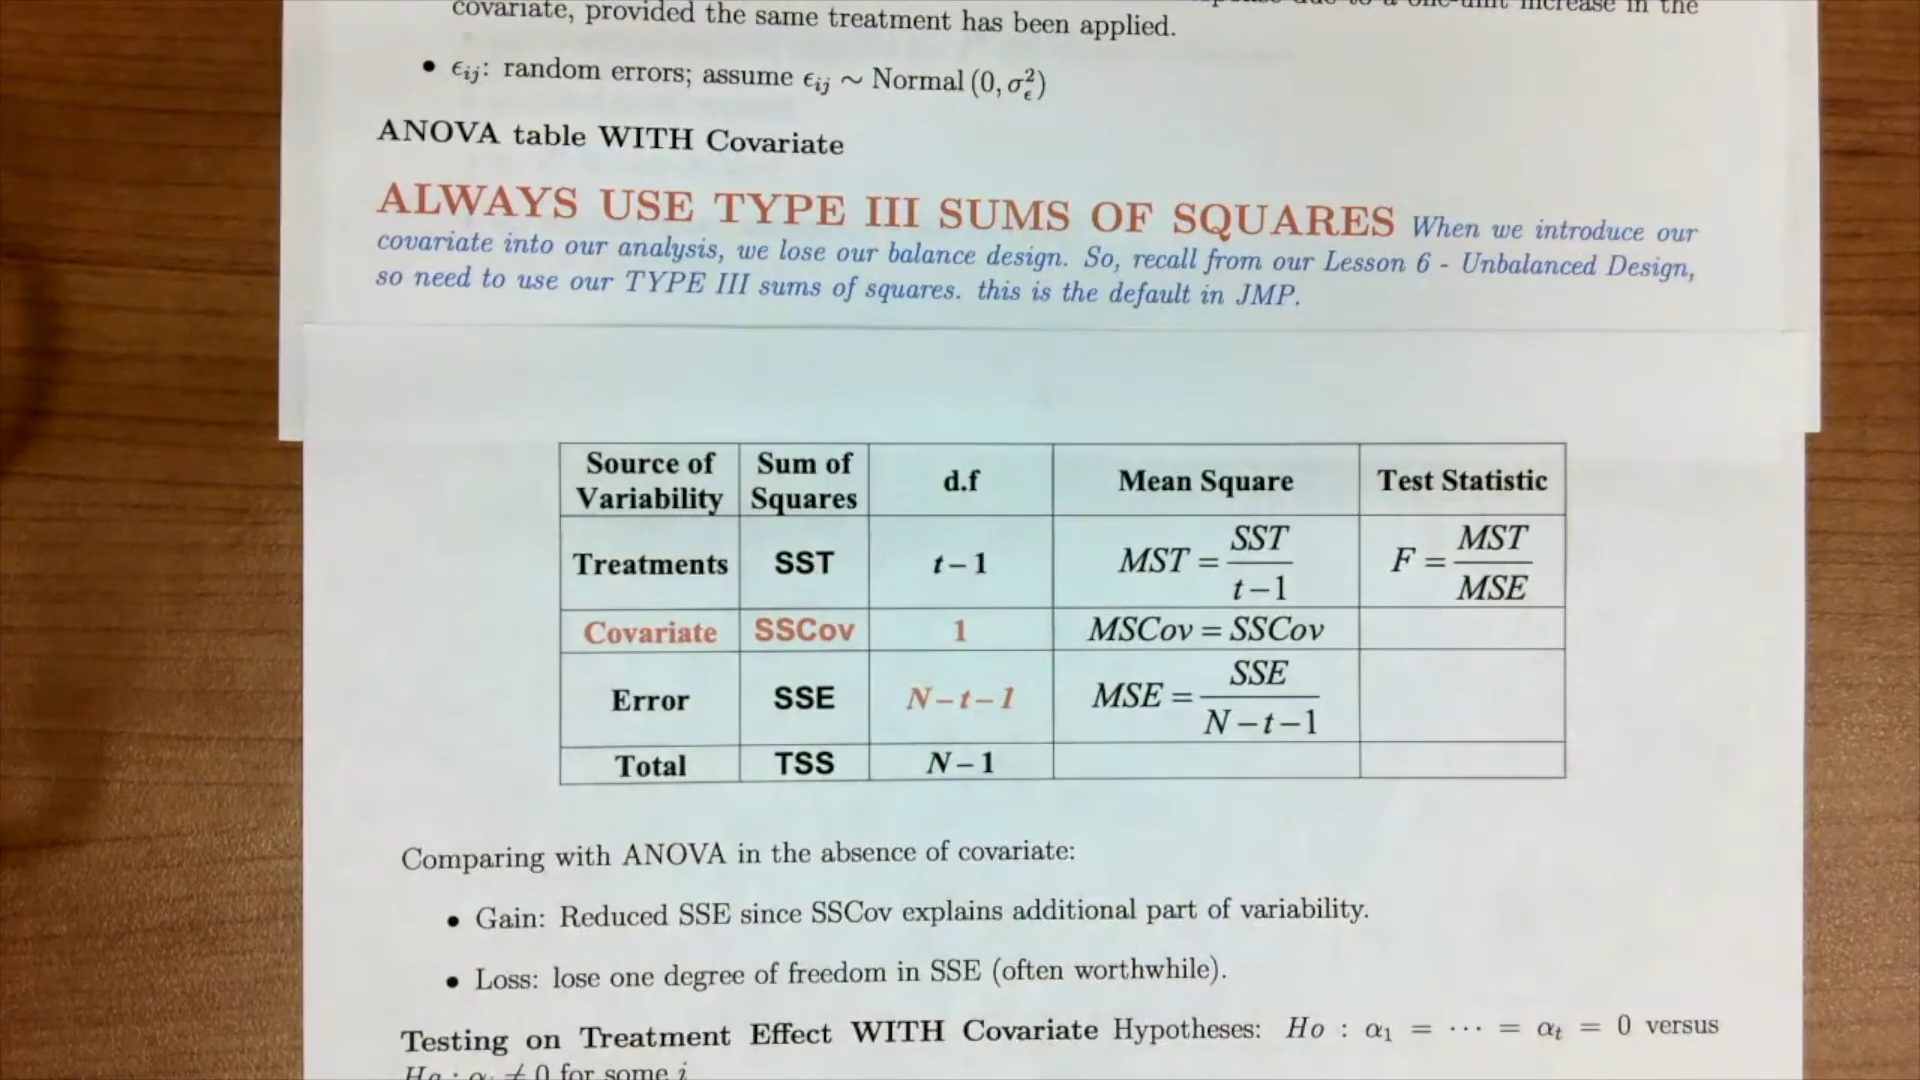 increase in the
covariate, provided the same treatment has been applied.
• ϵij: random errors; assume ϵij ∼ Normal (0, σ²ϵ)
ANOVA table WITH Covariate
ALWAYS USE TYPE III SUMS OF SQUARES When we introduce our
covariate into our analysis, we lose our balance design. So, recall from our Lesson 6 - Unbalanced Design,
so need to use our TYPE III sums of squares. this is the default in JMP.
Source of Variability | Sum of Squares | d.f | Mean Square | Test Statistic
Treatments | SST | t−1 | MST = SST / t−1 | F = MST / MSE
Covariate | SSCov | 1 | MSCov = SSCov
Error | SSE | N−t−1 | MSE = SSE / N−t−1
Total | TSS | N−1
Comparing with ANOVA in the absence of covariate:
• Gain: Reduced SSE since SSCov explains additional part of variability.
• Loss: lose one degree of freedom in SSE (often worthwhile).
Testing on Treatment Effect WITH Covariate Hypotheses: Ho : α1 = ⋯ = αt = 0 versus
≠ 0 for some i